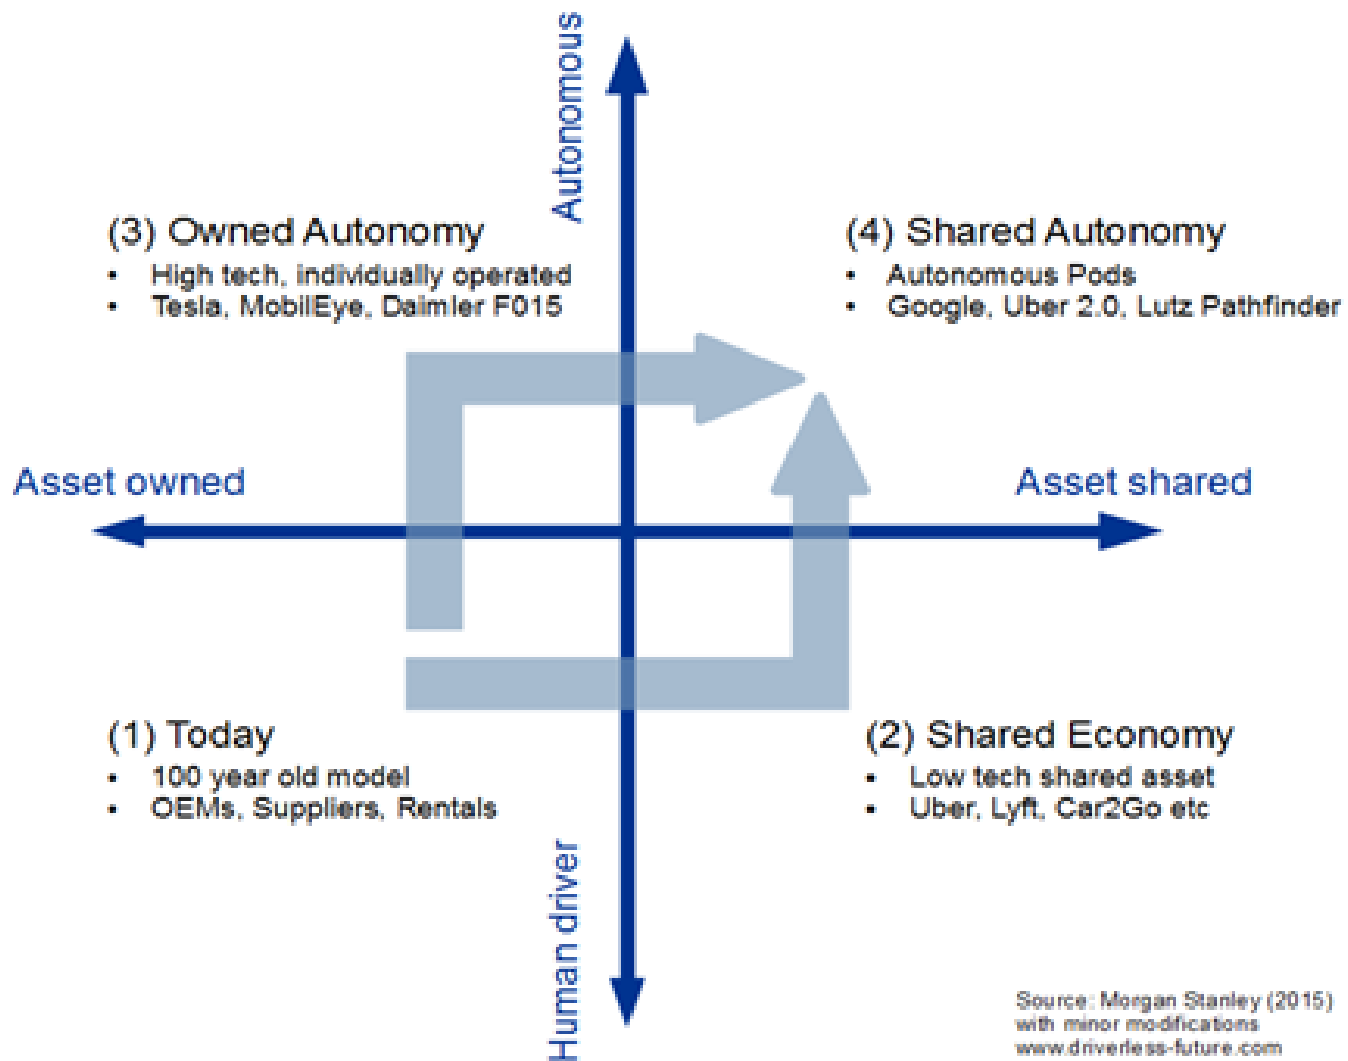 Autonomous
(3) Owned Autonomy
• High tech, individually operated
• Tesla, MobilEye, Daimler F015
(4) Shared Autonomy
• Autonomous Pods
• Google, Uber 2.0, Lutz Pathfinder
Asset owned
Asset shared
(1) Today
• 100 year old model
• OEMs, Suppliers, Rentals
(2) Shared Economy
• Low tech shared asset
• Uber, Lyft, Car2Go etc
Human driver
Source: Morgan Stanley (2015)
with minor modifications
www.driverless-future.com